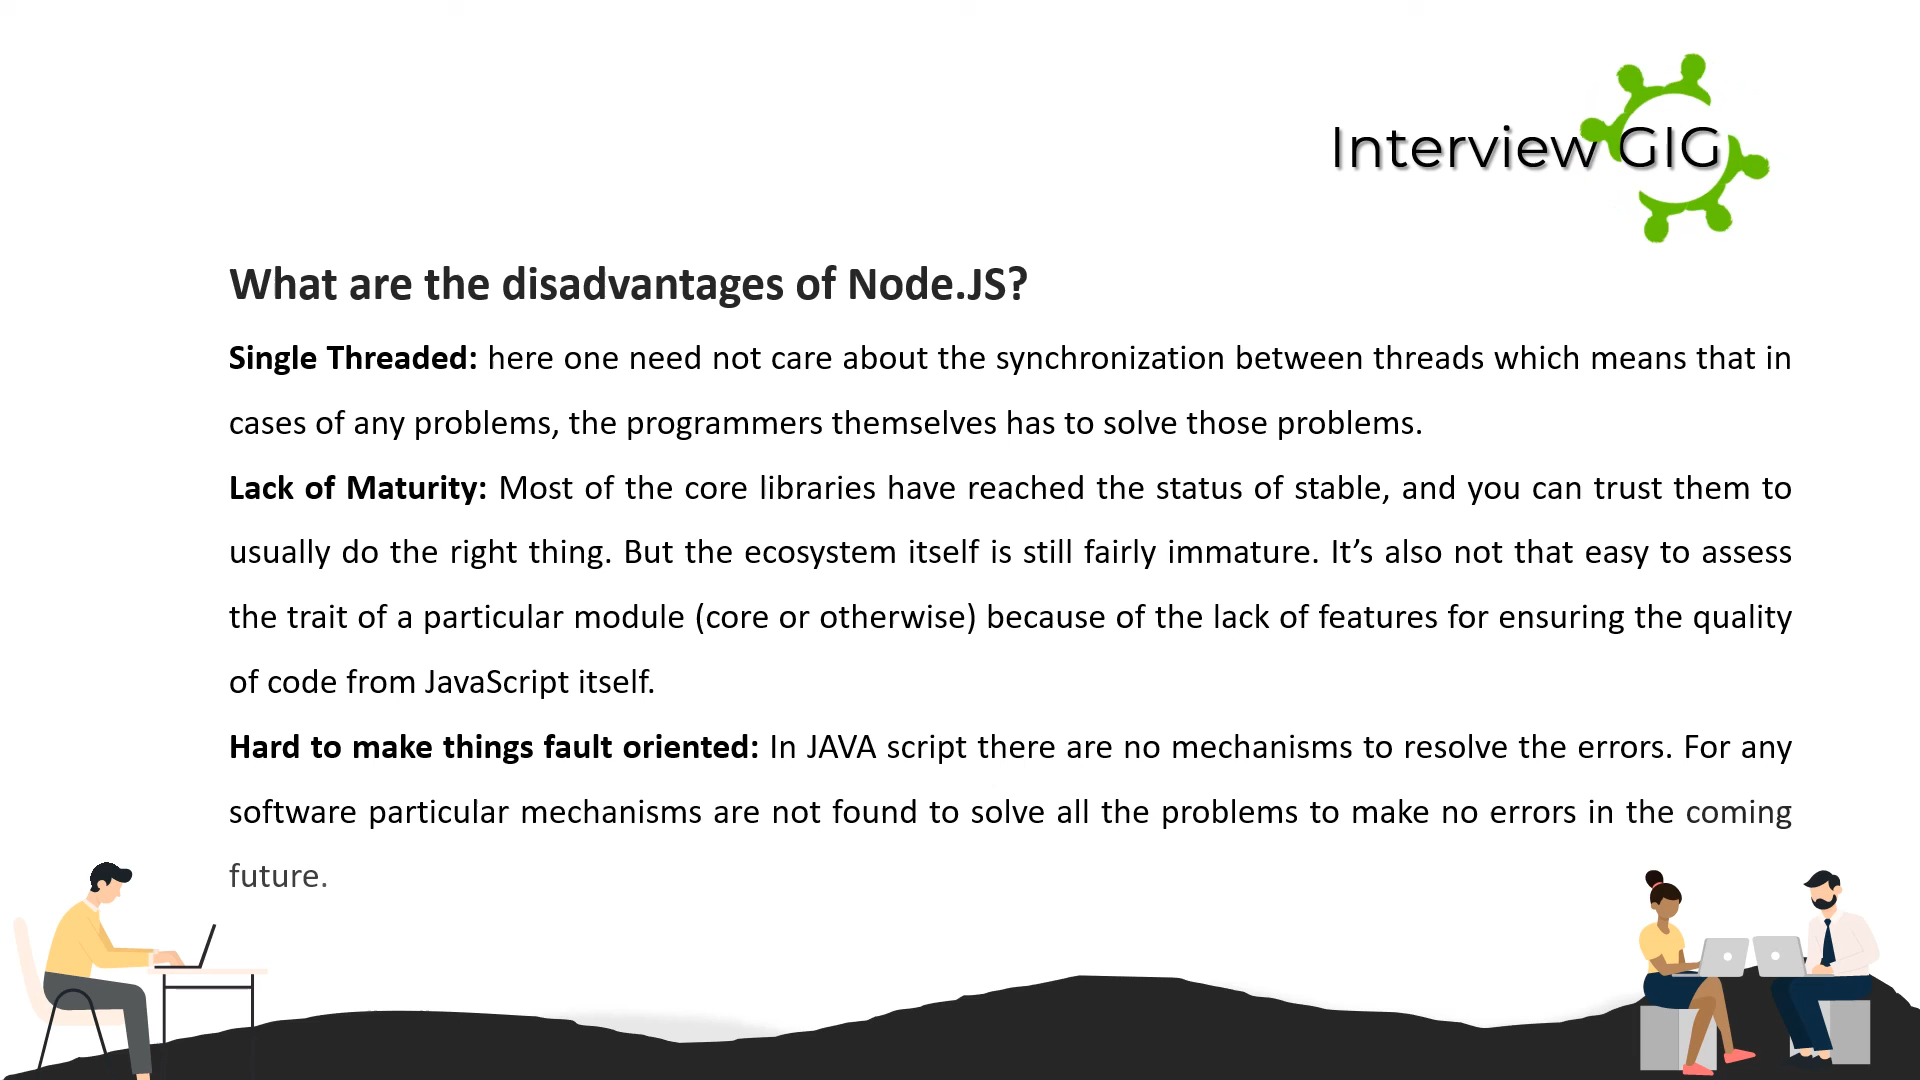 Interview GIG
What are the disadvantages of Node.JS?
Single Threaded: here one need not care about the synchronization between threads which means that in
cases of any problems, the programmers themselves has to solve those problems.
Lack of Maturity: Most of the core libraries have reached the status of stable, and you can trust them to
usually do the right thing. But the ecosystem itself is still fairly immature. It’s also not that easy to assess
the trait of a particular module (core or otherwise) because of the lack of features for ensuring the quality
of code from JavaScript itself.
Hard to make things fault oriented: In JAVA script there are no mechanisms to resolve the errors. For any
software particular mechanisms are not found to solve all the problems to make no errors in the coming
future.